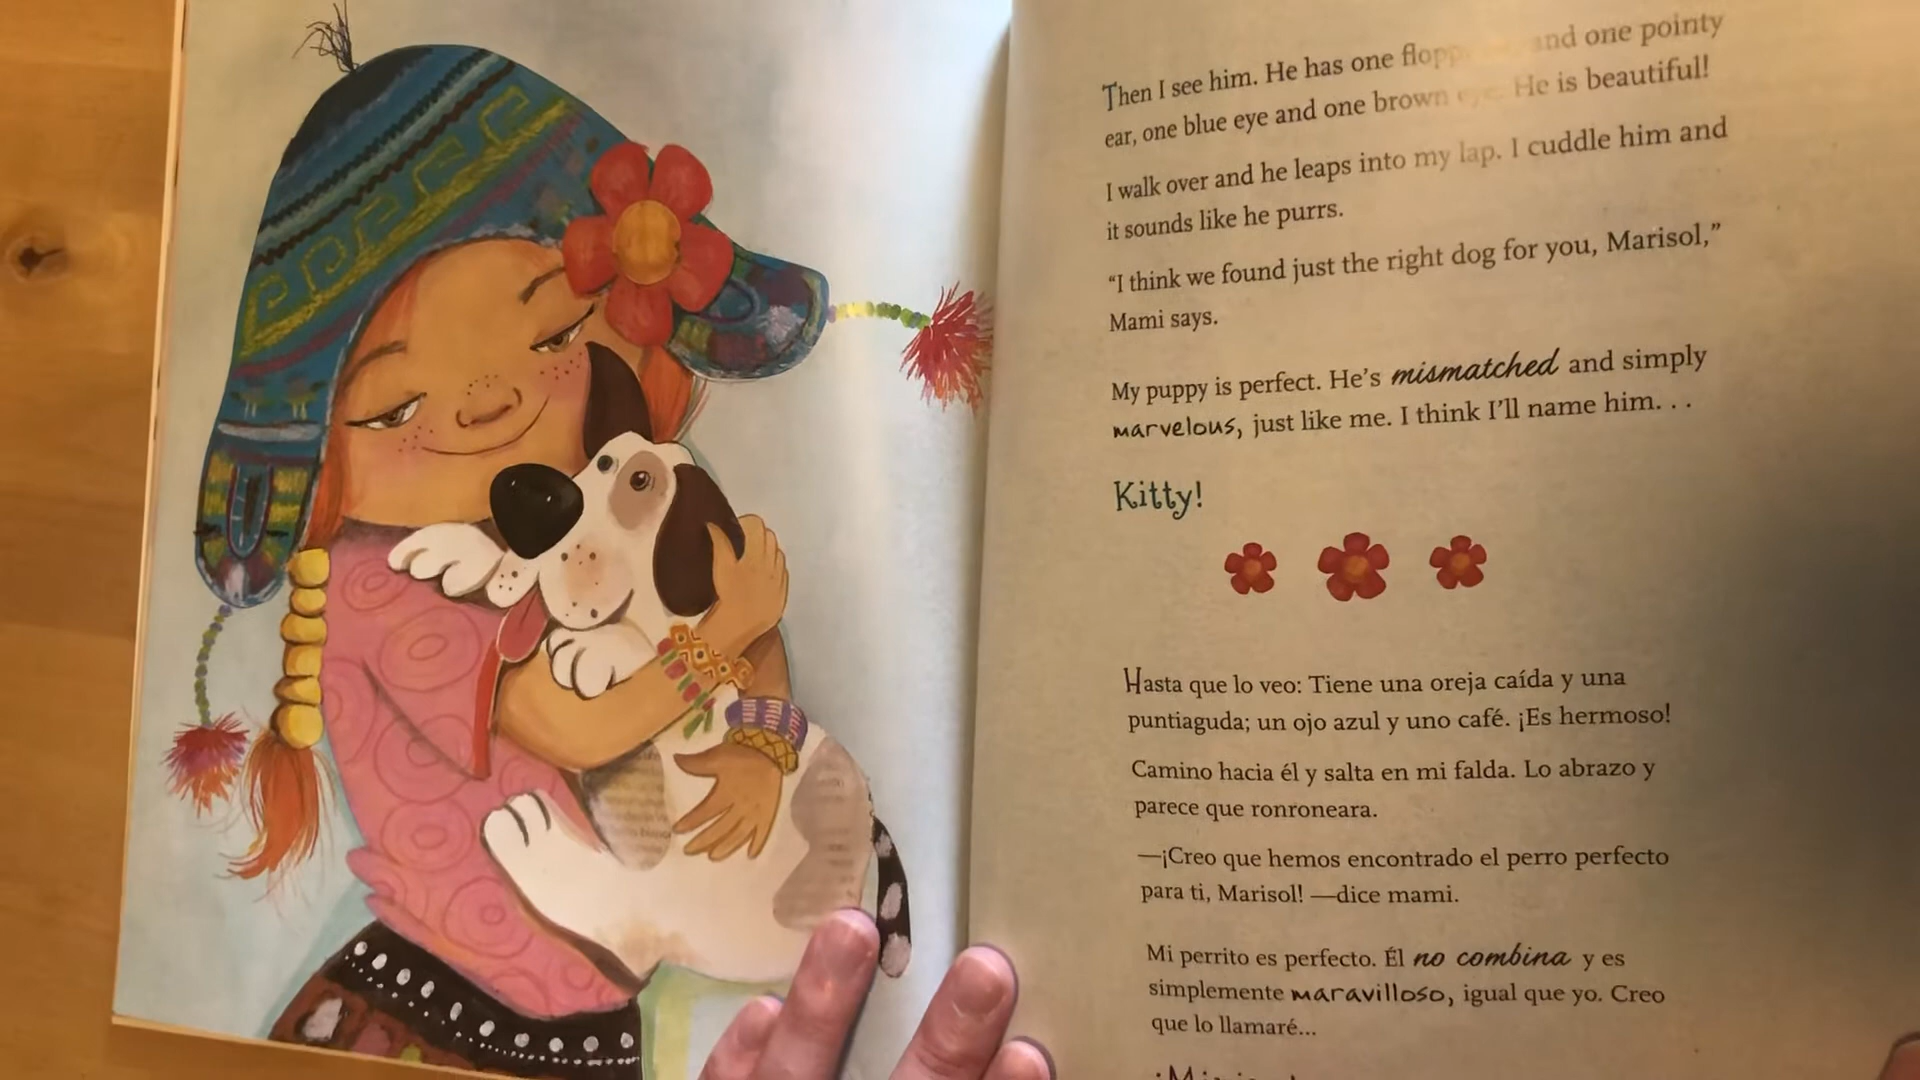 Then I see him. He has one and one pointy
ear, one blue eye and one brown He is beautiful!
I walk over and he leaps into my lap. I cuddle him and
it sounds like he purrs.
“I think we found just the right dog for you, Marisol,”
Mami says.
My puppy is perfect. He’s mismatched and simply
marvelous, just like me. I think I’ll name him. . .
Kitty!
Hasta que lo veo: Tiene una oreja caída y una
puntiaguda; un ojo azul y uno café. ¡Es hermoso!
Camino hacia él y salta en mi falda. Lo abrazo y
parece que ronroneara.
—¡Creo que hemos encontrado el perro perfecto
para ti, Marisol! —dice mami.
Mi perrito es perfecto. Él no combina y es
simplemente maravilloso, igual que yo. Creo
que lo llamaré...